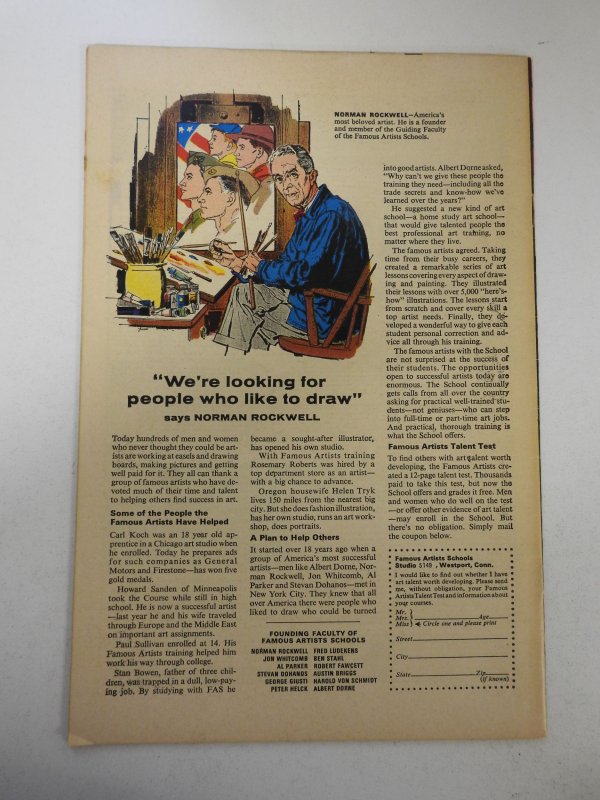 NORMAN ROCKWELL—America's
most beloved artist. He is a founder
and member of the Guiding Faculty
of the Famous Artists Schools.
"We're looking for
people who like to draw"
says NORMAN ROCKWELL
Today hundreds of men and women
who never thought they could be art-
ists are working at easels and drawing
boards, making pictures and getting
well paid for it. They all can thank a
group of famous artists who have de-
voted much of their time and talent
to helping others find success in art.
Some of the People the
Famous Artists Have Helped
Carl Koch was an 18 year old ap-
prentice in a Chicago art studio when
he enrolled. Today he prepares ads
for such companies as General
Motors and Firestone—has won five
gold medals.
Howard Sanden of Minneapolis
took the Course while still in high
school. He is now a successful artist
—last year he and his wife traveled
through Europe and the Middle East
on important art assignments.
Paul Sullivan enrolled at 14. His
Famous Artists training helped him
work his way through college.
Stan Bowen, father of three chil-
dren, was trapped in a dull, low-pay-
ing job. By studying with FAS he
became a sought-after illustrator,
has opened his own studio.
With Famous Artists training
Rosemary Roberts was hired by a
top department store as an artist—
with a big chance to advance.
Oregon housewife Helen Tryk
lives 150 miles from the nearest big
city. But she does fashion illustration,
has her own studio, runs an art work-
shop, does portraits.
A Plan to Help Others
It started over 18 years ago when a
group of America's most successful
artists—men like Albert Dorne, Nor-
man Rockwell, Jon Whitcomb, Al
Parker and Stevan Dohanos—met in
New York City. They knew that all
over America there were people who
liked to draw who could be turned
FOUNDING FACULTY OF
FAMOUS ARTISTS SCHOOLS
NORMAN ROCKWELL FRED LUDEKENS
JON WHITCOMB BEN STAHL
AL PARKER ROBERT FAWCETT
STEVAN DOHANOS AUSTIN BRIGGS
GEORGE GIUSTI HAROLD VON SCHMIDT
PETER HELCK ALBERT DORNE
into good artists. Albert Dorne asked,
"Why can't we give these people the
training they need—including all the
trade secrets and know-how we've
learned over the years?"
He suggested a new kind of art
school—a home study art school—
that would give talented people the
best professional art training, no
matter where they live.
The famous artists agreed. Taking
time from their busy careers, they
created a remarkable series of art
lessons covering every aspect of draw-
ing and painting. They illustrated
their lessons with over 5,000 "here's-
how" illustrations. The lessons start
from scratch and cover every skill a
top artist needs. Finally, they de-
veloped a wonderful way to give each
student personal correction and ad-
vice all through his training.
The famous artists with the School
are not surprised at the success of
their students. The opportunities
open to successful artists today are
enormous. The School continually
gets calls from all over the country
asking for practical well-trained stu-
dents—not geniuses—who can step
into full-time or part-time art jobs.
And practical, thorough training is
what the School offers.
Famous Artists Talent Test
To find others with art talent worth
developing, the Famous Artists cre-
ated a 12-page talent test. Thousands
paid to take this test, but now the
School offers and grades it free. Men
and women who do well on the test
—or offer other evidence of art talent
—may enroll in the School. But
there's no obligation. Simply mail
the coupon below.
Famous Artists Schools
Studio 5149, Westport, Conn.
I would like to find out whether I have
art talent worth developing. Please send
me, without obligation, your Famous
Artists Talent Test and information about
your courses.
Mr.
Mrs. Age
Miss Circle one and please print
Street
City
State Zip
(if known)